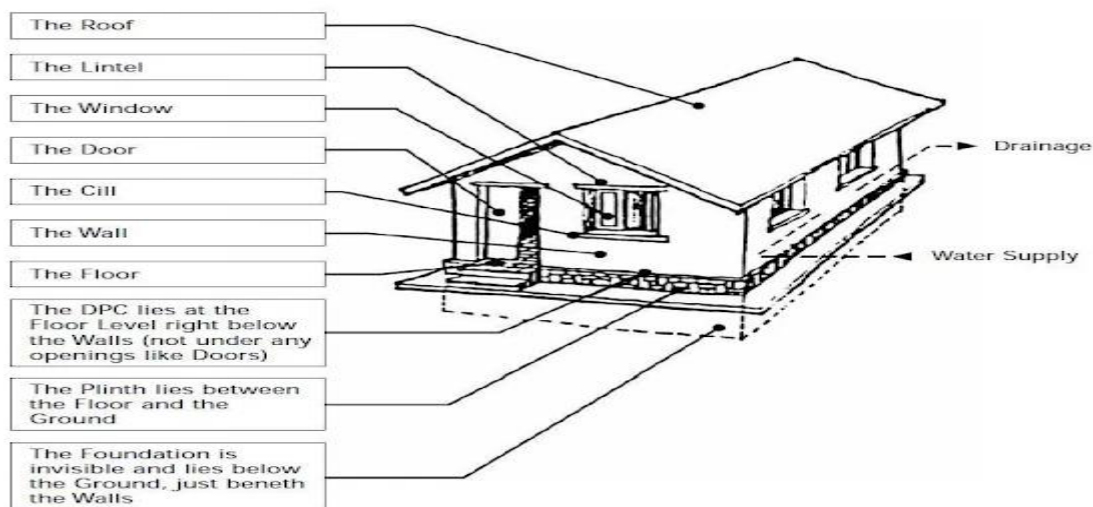 The Roof
The Lintel
The Window
The Door
The Cill
The Wall
The Floor
The DPC lies at the
Floor Level right below
the Walls (not under any
openings like Doors)
The Plinth lies between
the Floor and the
Ground
The Foundation is
invisible and lies below
the Ground, just beneth
the Walls
Drainage
Water Supply